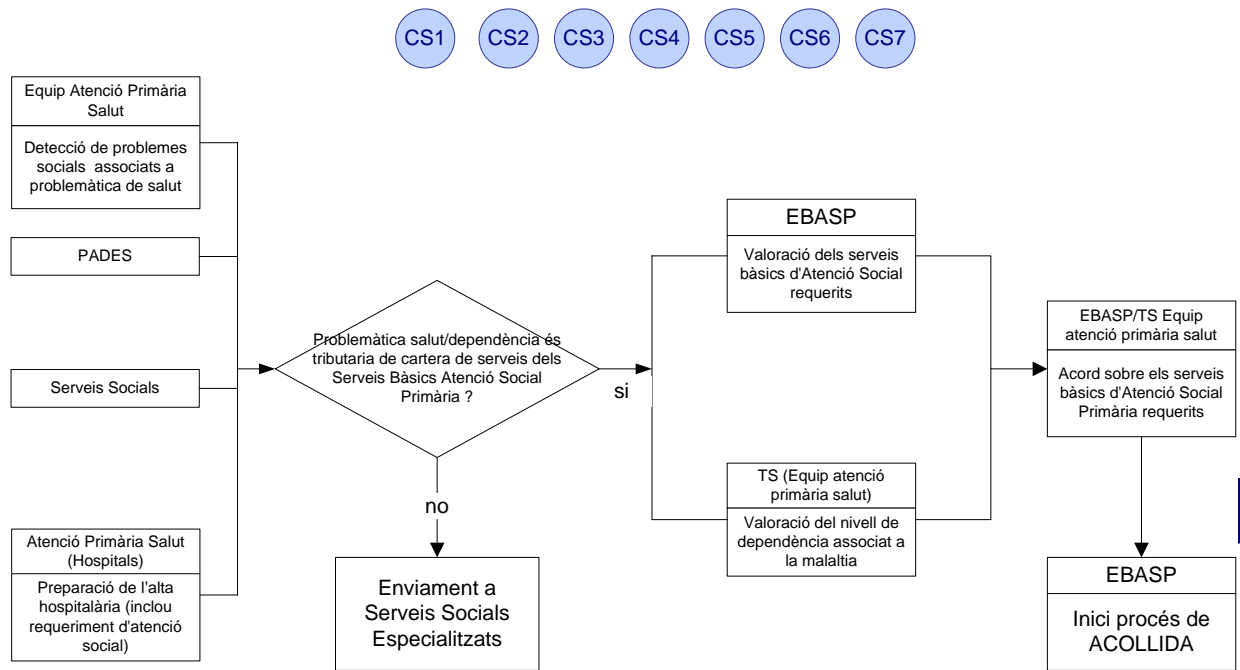 CS1 CS2 CS3 CS4 CS5 CS6 CS7
Equip Atenció Primària
Salut
Detecció de problemes
socials associats a
problemàtica de salut
PADES
Serveis Socials
Atenció Primària Salut
(Hospitals)
Preparació de l'alta
hospitalària (inclou
requeriment d'atenció
social)
Problemàtica salut/dependència és
tributaria de cartera de serveis dels
Serveis Bàsics Atenció Social
Primària ?
si
no
Enviament a
Serveis Socials
Especialitzats
EBASP
Valoració dels serveis
bàsics d'Atenció Social
requerits
TS (Equip atenció
primària salut)
Valoració del nivell de
dependència associat a
la malaltia
EBASP/TS Equip
atenció primària salut
Acord sobre els serveis
bàsics d'Atenció Social
Primària requerits
EBASP
Inici procés de
ACOLLIDA